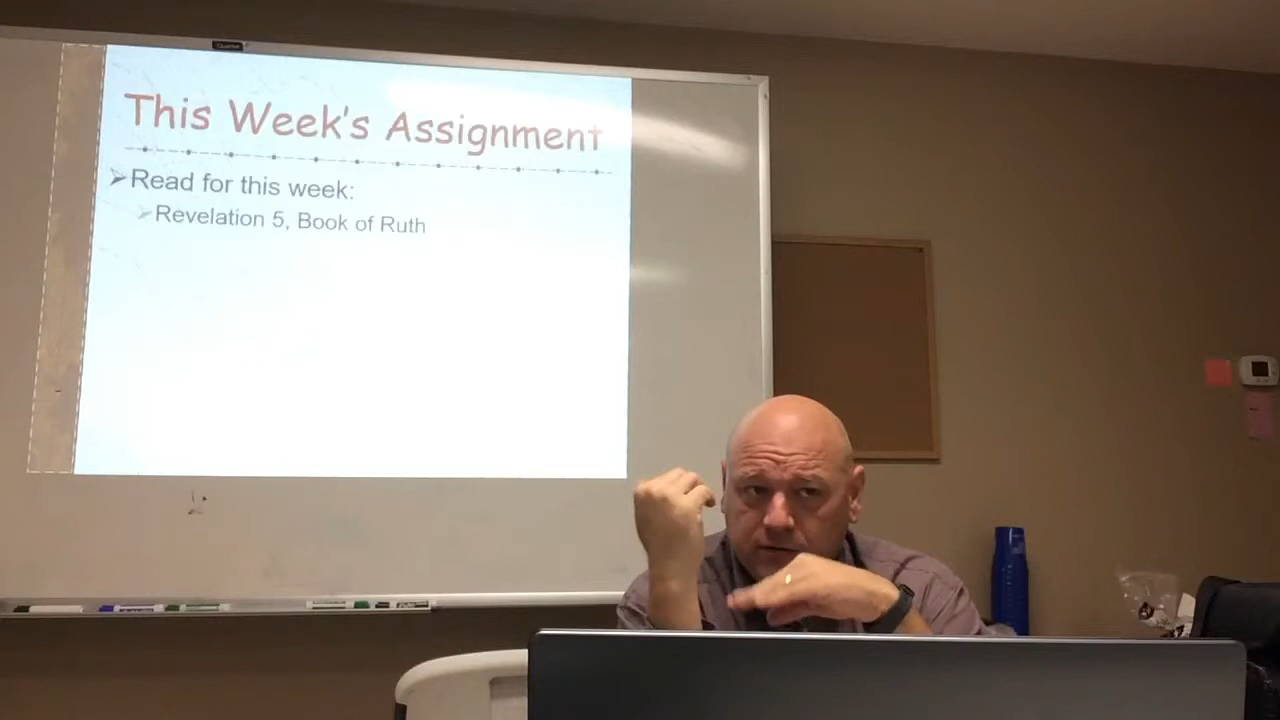 This Week's Assignment
Read for this week:
Revelation 5, Book of Ruth